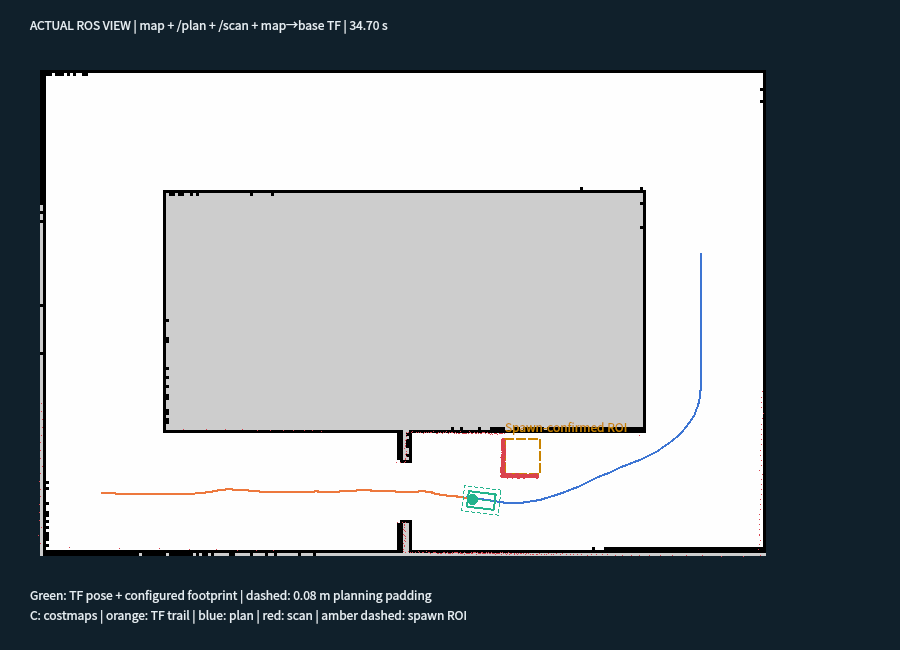 ACTUAL ROS VIEW | map + /plan + /scan + map→base TF | 34.70 s
Spawn-confirmed ROI
Green: TF pose + configured footprint | dashed: 0.08 m planning padding
C: costmaps | orange: TF trail | blue: plan | red: scan | amber dashed: spawn ROI